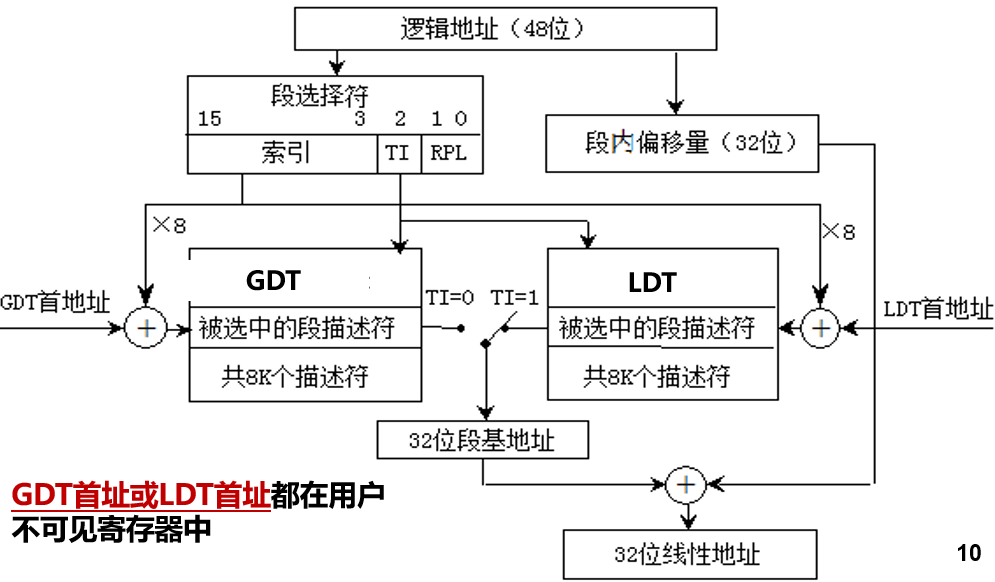 逻辑地址（48位）
段选择符
15 3 2 1 0
索引 TI RPL
段内偏移量（32位）
×8
×8
GDT
LDT
GDT首地址
TI=0 TI=1
LDT首地址
被选中的段描述符
被选中的段描述符
共8K个描述符
共8K个描述符
32位段基地址
GDT首址或LDT首址都在用户
不可见寄存器中
32位线性地址
10